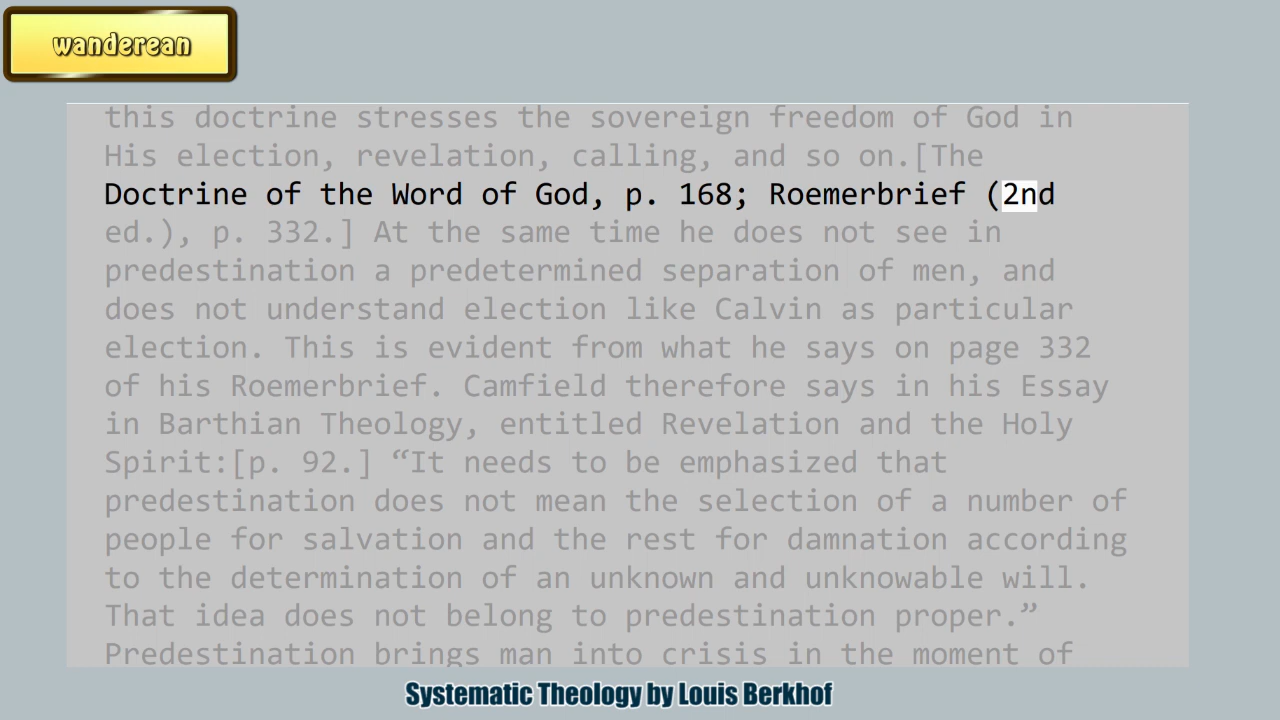 wanderean
this doctrine stresses the sovereign freedom of God in
His election, revelation, calling, and so on.[The
Doctrine of the Word of God, p. 168; Roemerbrief (2nd
ed.), p. 332.] At the same time he does not see in
predestination a predetermined separation of men, and
does not understand election like Calvin as particular
election. This is evident from what he says on page 332
of his Roemerbrief. Camfield therefore says in his Essay
in Barthian Theology, entitled Revelation and the Holy
Spirit:[p. 92.] “It needs to be emphasized that
predestination does not mean the selection of a number of
people for salvation and the rest for damnation according
to the determination of an unknown and unknowable will.
That idea does not belong to predestination proper.”
Predestination brings man into crisis in the moment of
Systematic Theology by Louis Berkhof